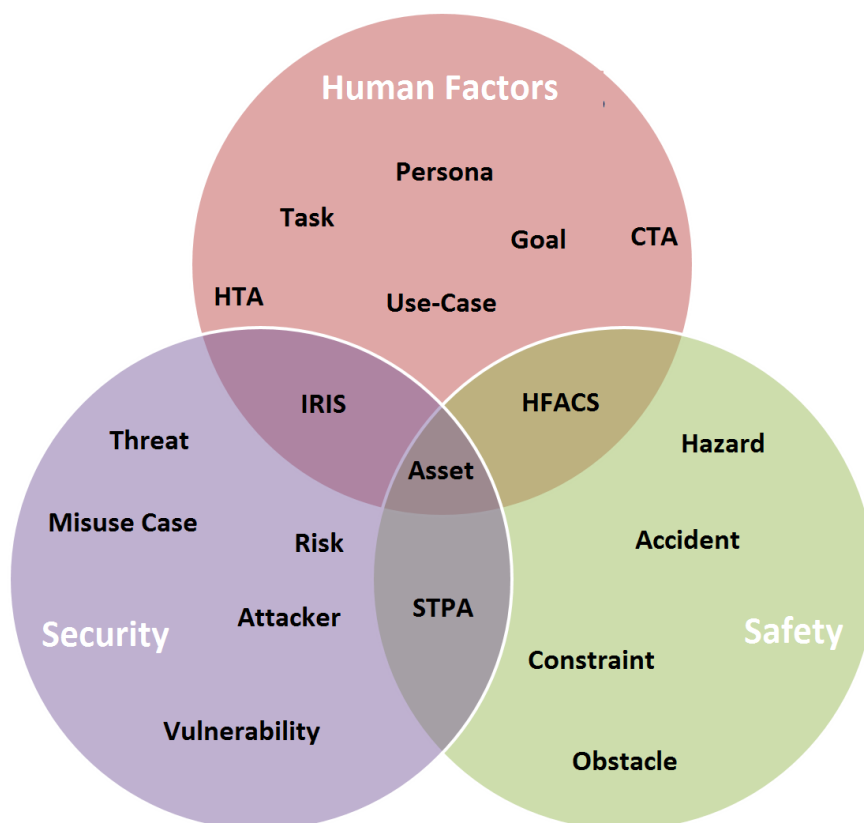 Human Factors
Persona
Task
Goal
CTA
HTA
Use-Case
IRIS
HFACS
Threat
Hazard
Asset
Misuse Case
Risk
Accident
Attacker
STPA
Security
Safety
Constraint
Vulnerability
Obstacle